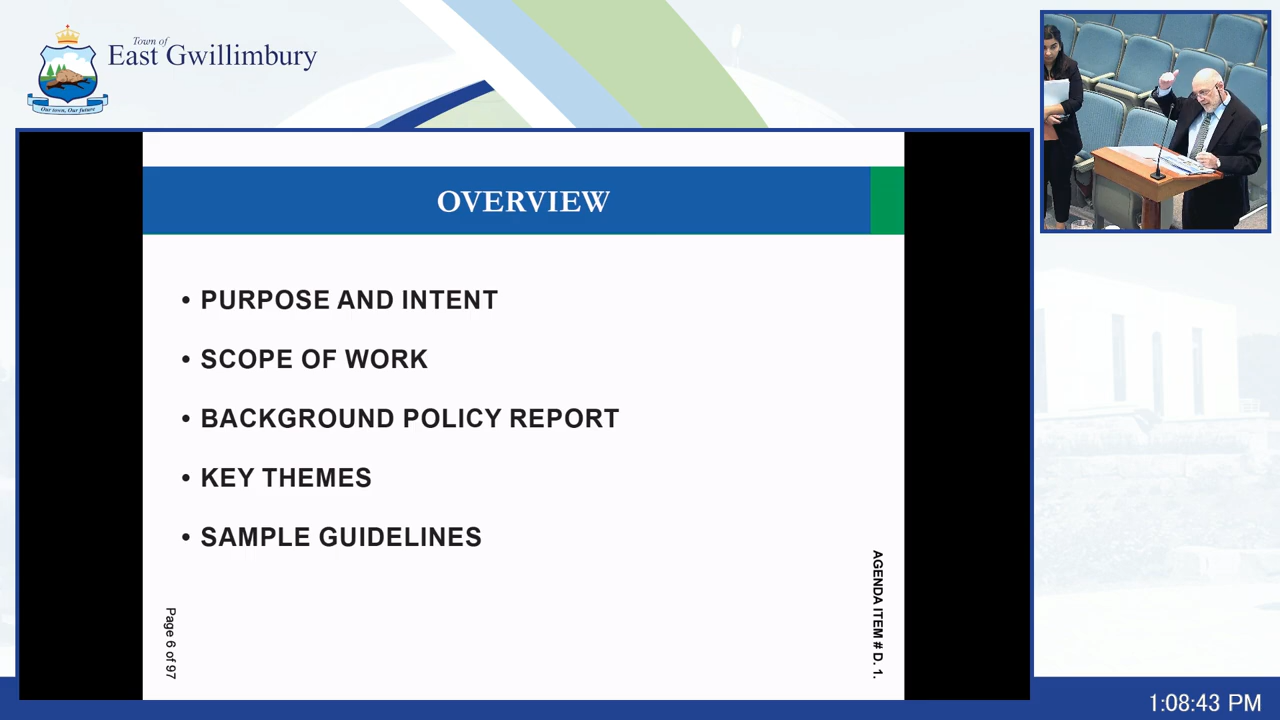 Town of
East Gwillimbury
Our town, Our future
OVERVIEW
• PURPOSE AND INTENT
• SCOPE OF WORK
• BACKGROUND POLICY REPORT
• KEY THEMES
• SAMPLE GUIDELINES
AGENDA ITEM # D. 1.
Page 6 of 97
1:08:43 PM